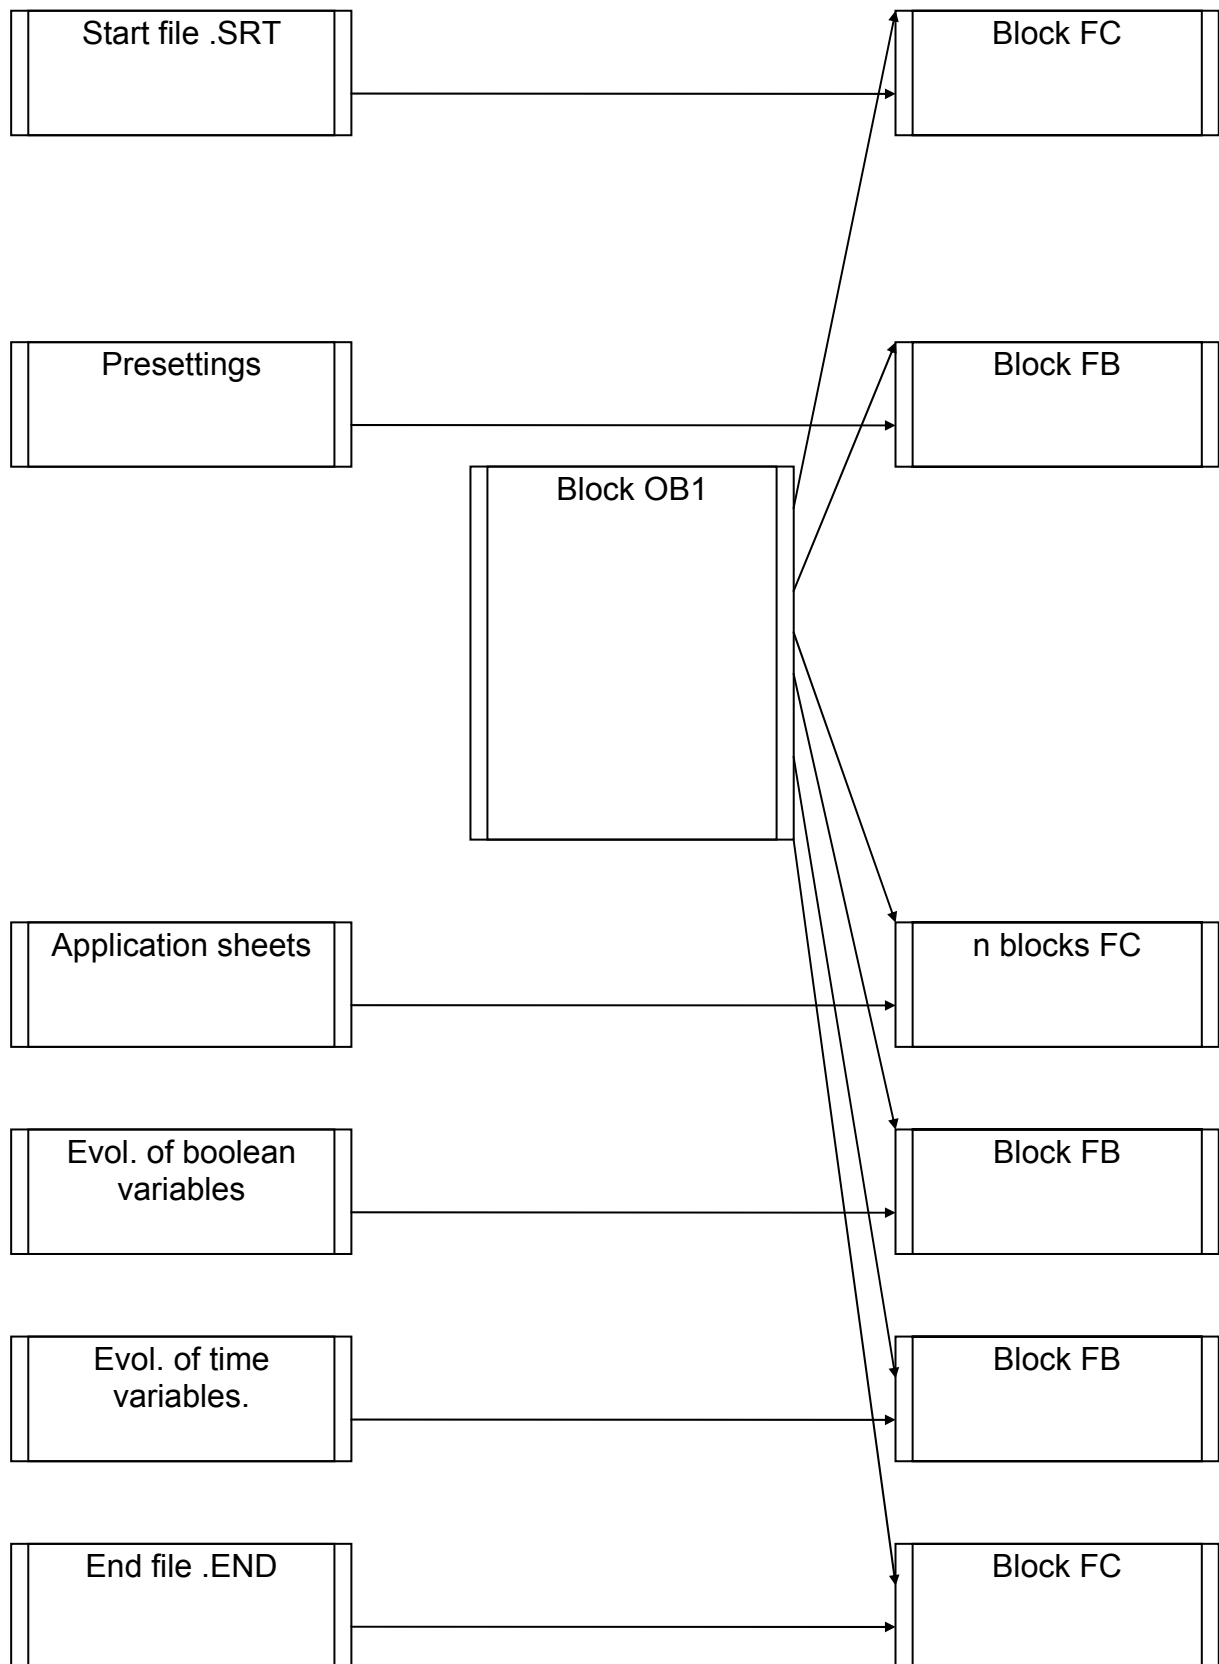 Start file .SRT
Block FC
Presettings
Block FB
Block OB1
Application sheets
n blocks FC
Evol. of boolean
variables
Block FB
Evol. of time
variables.
Block FB
End file .END
Block FC